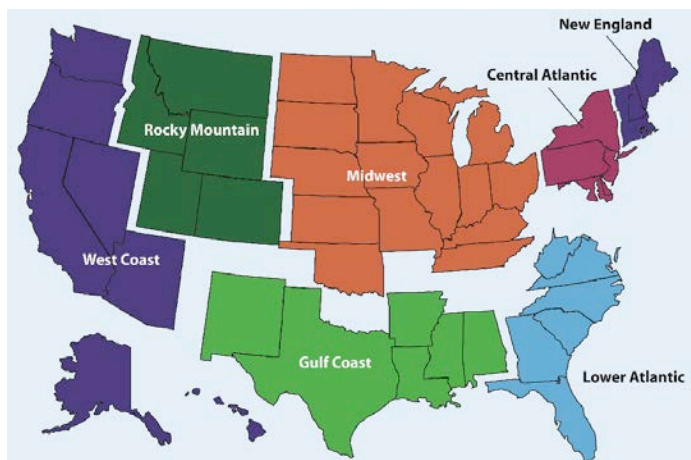 New England
Central Atlantic
Rocky Mountain
Midwest
West Coast
Gulf Coast
Lower Atlantic